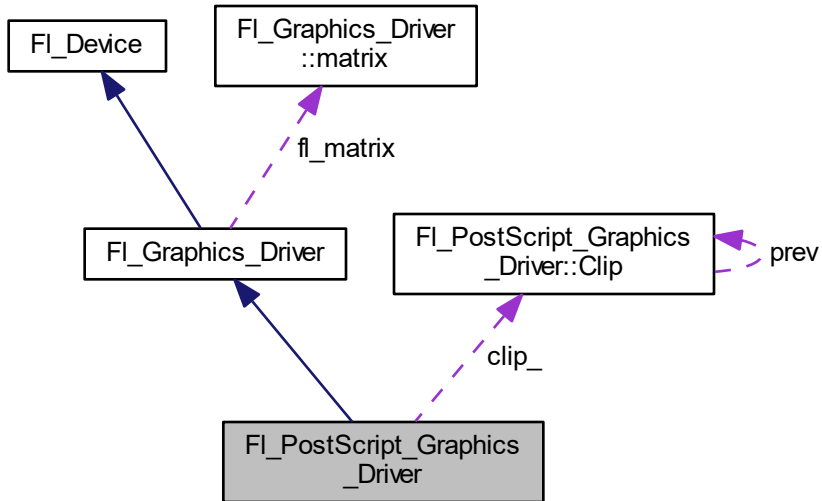 Fl_Device
Fl_Graphics_Driver
::matrix
fl_matrix
Fl_Graphics_Driver
Fl_PostScript_Graphics
_Driver::Clip
prev
clip_
Fl_PostScript_Graphics
_Driver